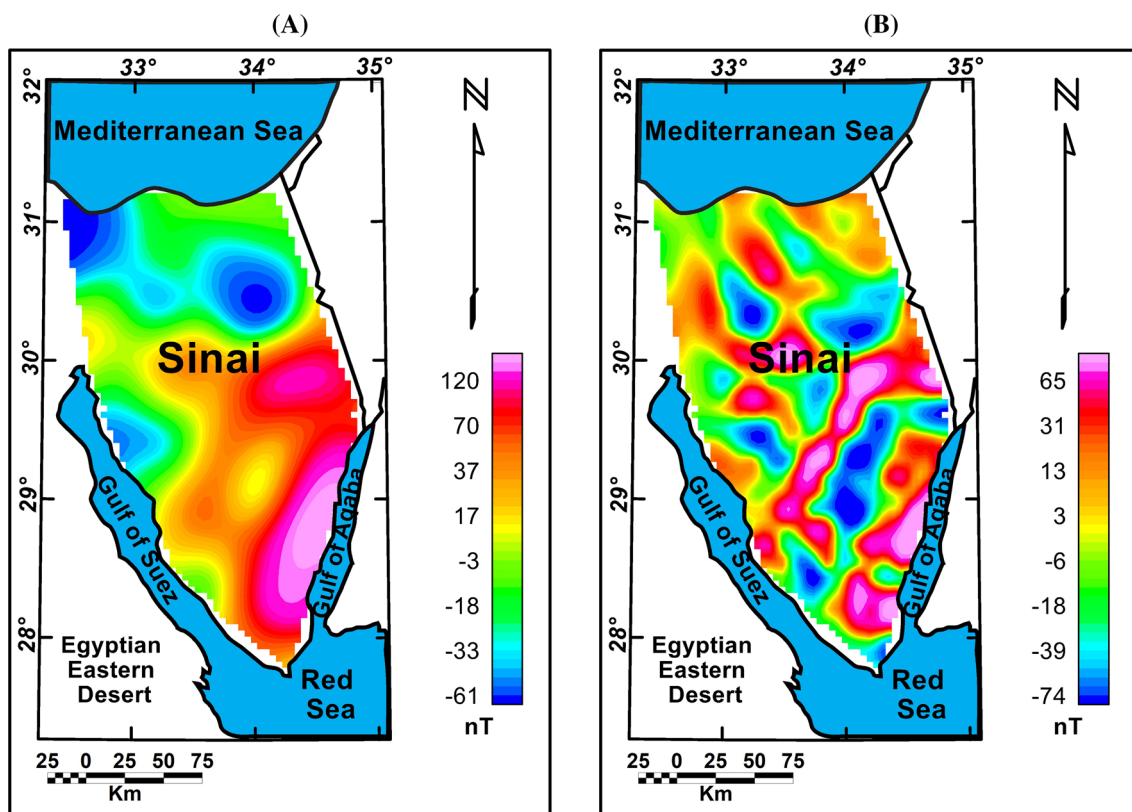 (A)
33° 34° 35°
N
32°
Mediterranean Sea
31°
Sinai
30°
120
70
37
17
-3
-18
-33
-61
nT
29°
Gulf of Suez
Gulf of Aqaba
28°
Egyptian
Eastern
Desert
Red
Sea
25 0 25 50 75
Km
(B)
33° 34° 35°
N
32°
Mediterranean Sea
31°
Sinai
30°
65
31
13
3
-6
-18
-39
-74
nT
29°
Gulf of Suez
Gulf of Aqaba
28°
Egyptian
Eastern
Desert
Red
Sea
25 0 25 50 75
Km